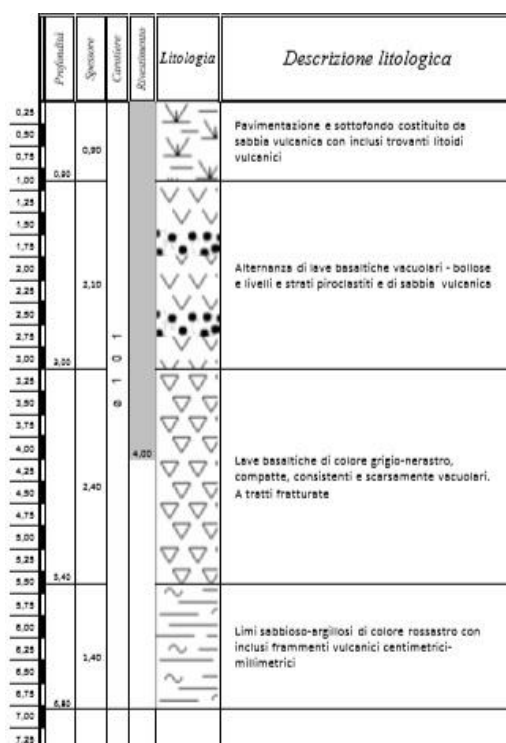 Profondità Spessore Carotiere Rivestimento Litologia Descrizione litologica
0,25
0,50
0,75
1,00
1,25
1,50
1,75
2,00
2,25
2,50
2,75
3,00
3,25
3,50
3,75
4,00
4,25
4,50
4,75
5,00
5,25
5,50
5,75
6,00
6,25
6,50
6,75
7,00
7,25
0,90
3,00
5,40
6,80
0,90
2,10
2,40
1,40
e 1 0 1
4,00
Pavimentazione e sottofondo costituito da
sabbia vulcanica con inclusi trovanti litoidi
vulcanici
Alternanza di lave basaltiche vacuolari - bollose
e livelli e strati piroclastiti e di sabbia vulcanica
Lave basaltiche di colore grigio-nerastro,
compatte, consistenti e scarsamente vacuolari.
A tratti fratturate
Limi sabbioso-argillosi di colore rossastro con
inclusi frammenti vulcanici centimetrici-
millimetrici